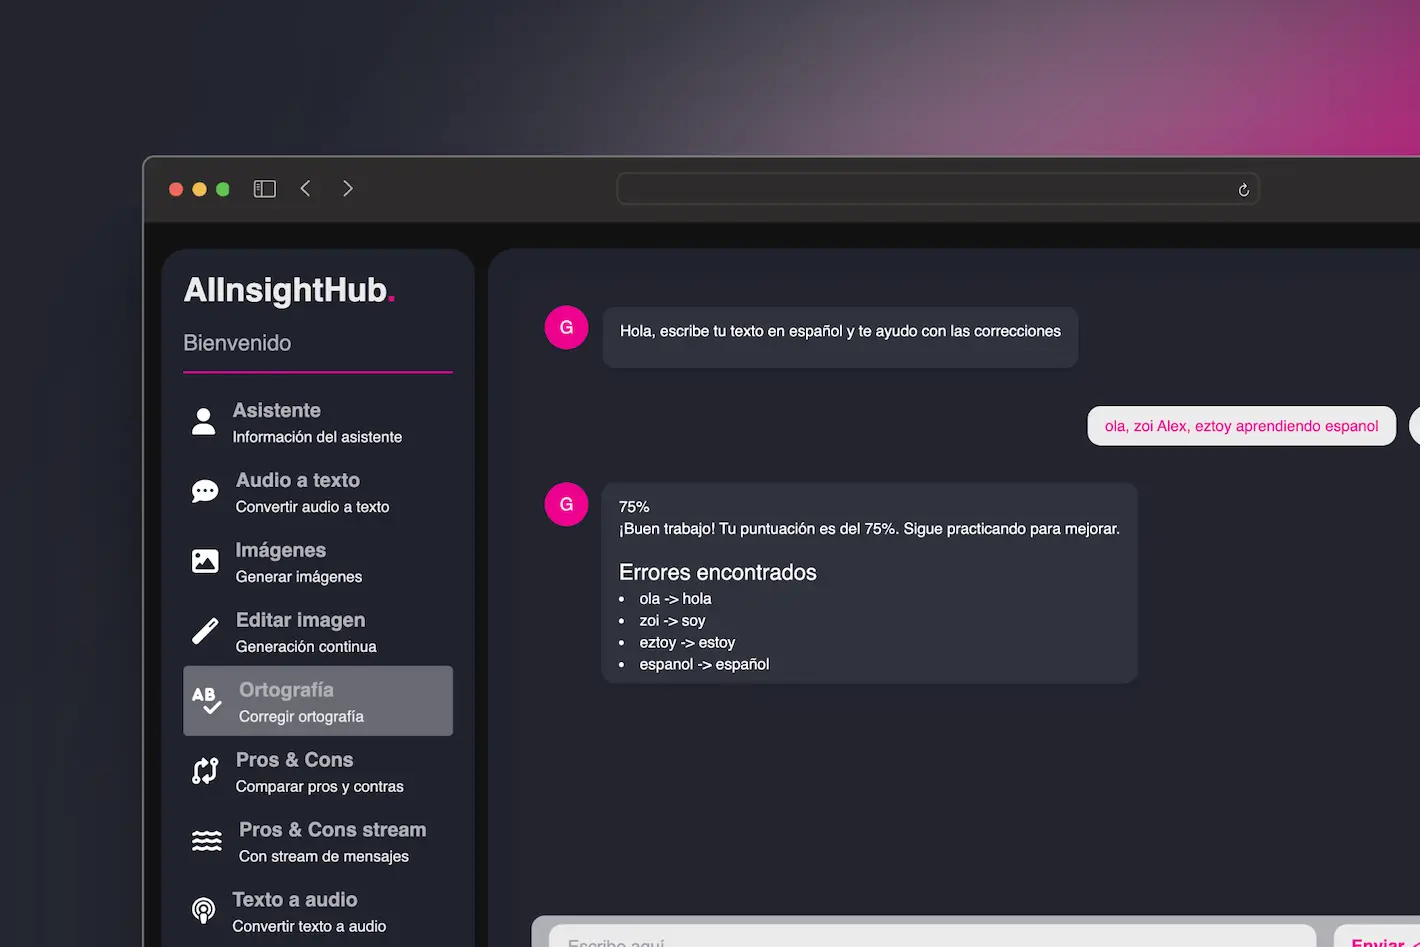 AIInsightHub.
Bienvenido
Asistente
Información del asistente
Audio a texto
Convertir audio a texto
Imágenes
Generar imágenes
Editar imagen
Generación continua
AB
Ortografía
Corregir ortografía
Pros & Cons
Comparar pros y contras
Pros & Cons stream
Con stream de mensajes
Texto a audio
Convertir texto a audio
G
Hola, escribe tu texto en español y te ayudo con las correcciones
ola, zoi Alex, eztoy aprendiendo espanol
G
75%
¡Buen trabajo! Tu puntuación es del 75%. Sigue practicando para mejorar.
Errores encontrados
• ola -> hola
• zoi -> soy
• eztoy -> estoy
• espanol -> español
Escribe aquí
Enviar